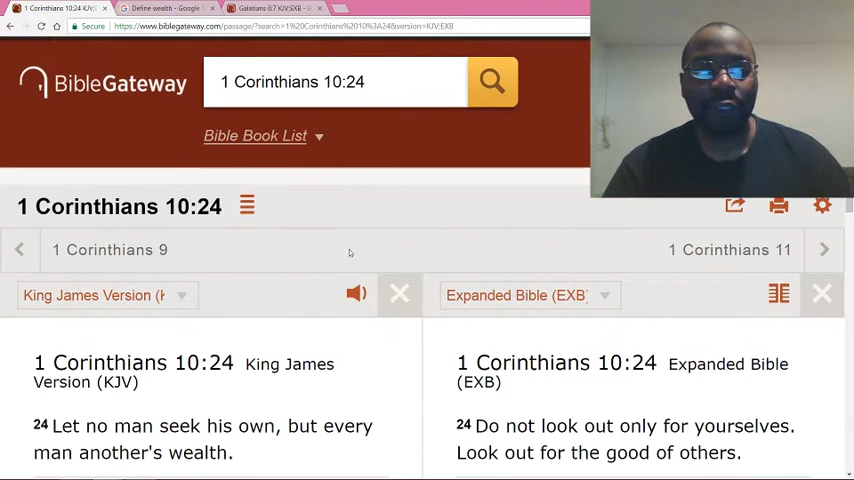 1 Corinthians 10:24 KJV;
Define wealth - Google S
Galatians 6:7 KJV;EXB - B
Secure https://www.biblegateway.com/passage/?search=1%20Corinthians%2010%3A24&version=KJV;EXB
BibleGateway
1 Corinthians 10:24
Bible Book List
1 Corinthians 10:24
1 Corinthians 9
1 Corinthians 11
King James Version (K
Expanded Bible (EXB)
1 Corinthians 10:24 King James
Version (KJV)
24 Let no man seek his own, but every
man another's wealth.
1 Corinthians 10:24 Expanded Bible
(EXB)
24 Do not look out only for yourselves.
Look out for the good of others.